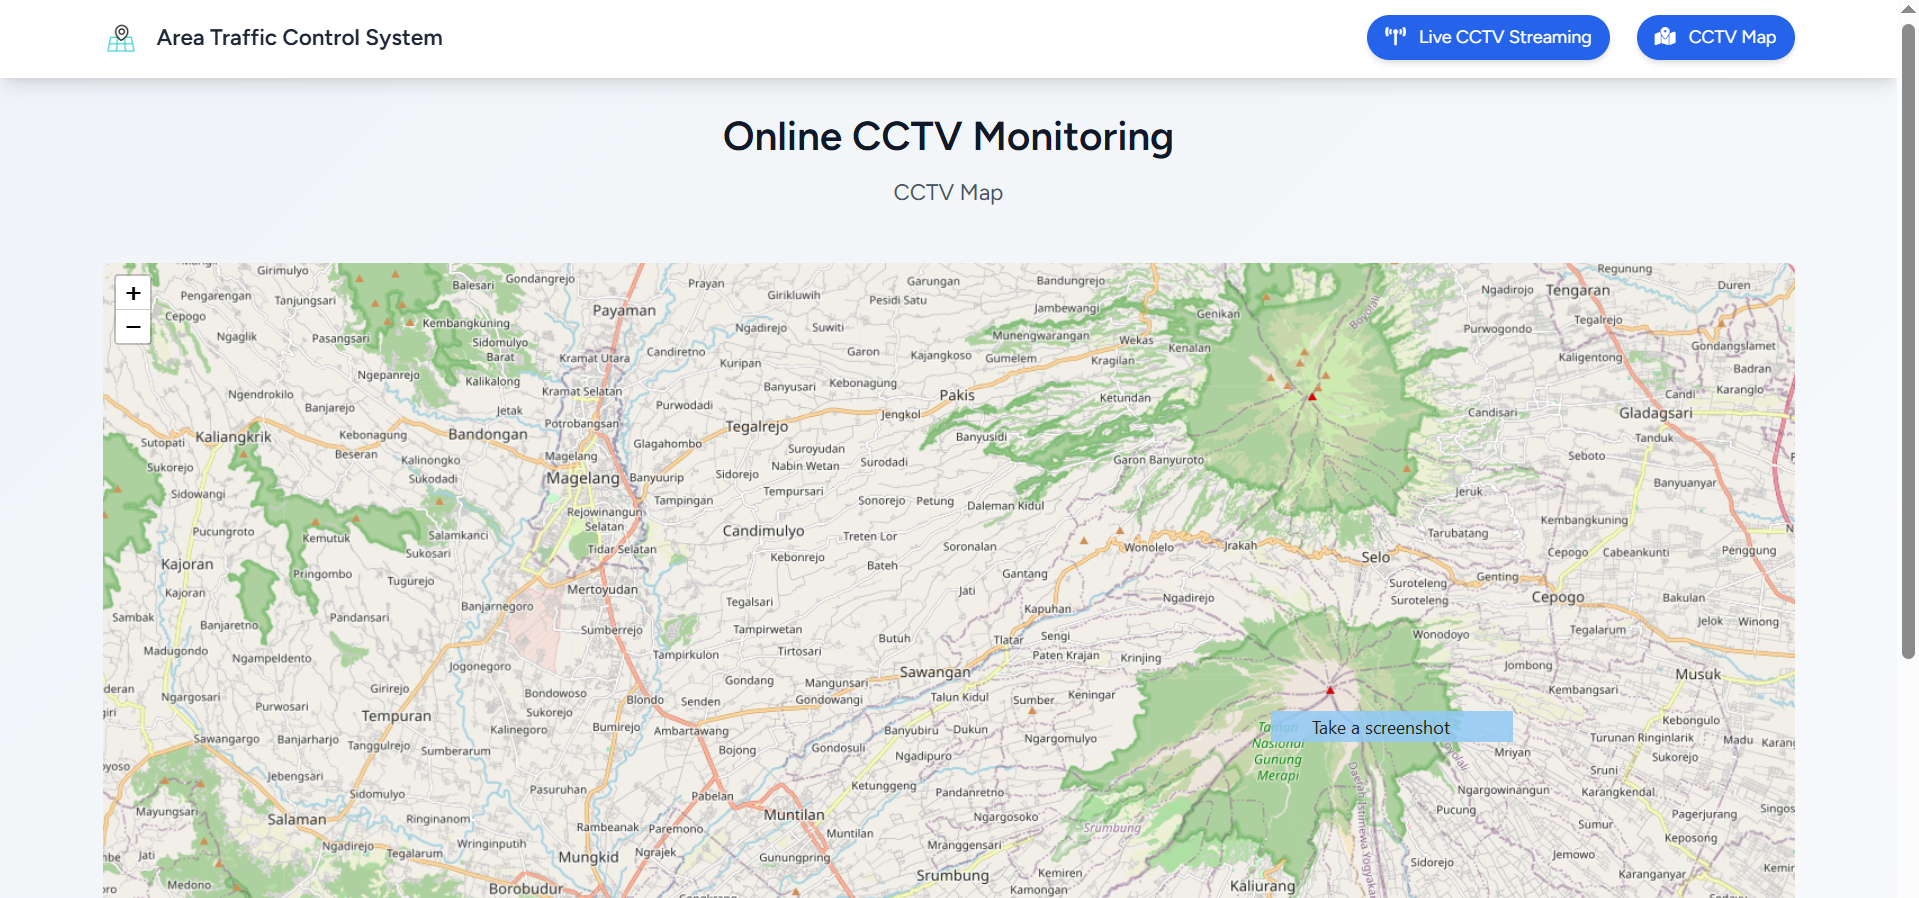 Area Traffic Control System
Live CCTV Streaming
CCTV Map
Online CCTV Monitoring
CCTV Map
+
−
Girimulyo
Balesari
Gondangrejo
Prayan
Garungan
Bandungrejo
Regunung
Pengarengan
Tanjungsari
Girikluwih
Pesidi Satu
Jambewangi
Genikan
Boyolali
Ngadirojo
Tengaran
Duren
Cepogo
Payaman
Kembangkuning
Ngadirejo
Suwiti
Munengwarangan
Wekas
Purwogondo
Tegalrejo
Ngaglik
Pasangsari
Sidomulyo
Barat
Kramat Utara
Candiretno
Kuripan
Garon
Kajangkoso
Gumelem
Kragilan
Kenalan
Kaligentong
Gondangslamet
Badran
Ngepanrejo
Kalikalong
Kramat Selatan
Banyusari
Kebonagung
Pakis
Ketundan
Candi
Karanglo
Ngendrokilo
Banjarejo
Jetak
Potrobangsan
Purwodadi
Jengkol
Candisari
Gladagsari
Sutopati
Kaliangkrik
Kebonagung
Bandongan
Glagahombo
Tegalrejo
Banyusidi
Tanduk
Beseran
Kalinongko
Magelang
Suroyudan
Nabin Wetan
Surodadi
Garon Banyuroto
Seboto
Sukorejo
Sukodadi
Magelang
Banyuurip
Sidorejo
Banyuanyar
Sidowangi
Tampingan
Tempursari
Sonorejo
Petung
Daleman Kidul
Jeruk
Rejowinangun
Selatan
Kembangkuning
Pucungroto
Kemutuk
Salamkanci
Candimulyo
Treten Lor
Tarubatang
Sukosari
Tidar Selatan
Kebonrejo
Soronalan
Wonolelo
Jrakah
Selo
Cepogo
Cabeankunti
Penggung
Kajoran
Pringombo
Tugurejo
Mertoyudan
Bateh
Gantang
Suroteleng
Genting
Kajoran
Banjarnegoro
Tegalsari
Jati
Kapuhan
Ngadirejo
Suroteleng
Cepogo
Bakulan
Sambak
Banjaretno
Pandansari
Sumberrejo
Tampirwetan
Butuh
Tlatar
Sengi
Wonodoyo
Tegalarum
Jelok
Winong
Madugondo
Ngampeldento
Jogonegoro
Tampirkulon
Tirtosari
Sawangan
Paten Krajan
Krinjing
Jombong
Musuk
deran
Ngargosari
Girirejo
Bondowoso
Gondang
Mangunsari
Talun Kidul
Sumber
Keningar
Kembangsari
Purwosari
Tempuran
Sukorejo
Blondo
Senden
Gondowangi
Kebongulo
Sawangargo
Banjarharjo
Tanggulrejo
Kalinegoro
Bumirejo
Ambartawang
Banyubiru
Dukun
Ngargomulyo
Taman
Nasional
Gunung
Merapi
Take a screenshot
Turunan Ringinlarik
Madu
Karang
Sumberarum
Bojong
Gondosuli
Ngadipuro
Mriyan
Sukorejo
oyoso
Jebengsari
Pasuruhan
Ketunggeng
Pandanretno
Daerah Istimewa Yogyakarta
Sruni
Karangkendal
Ngargowinangun
Mayungsari
Sidomulyo
Pabelan
Muntilan
Ngargosoko
Pucung
Pagerjurang
Singos
Salaman
Ringinanom
Rambeanak
Paremono
Muntilan
Srumbung
Sumur
Keposong
Jati
Ngadirejo
Tegalarum
Wringinputih
Mungkid
Ngrajek
Gunungpring
Mranggensari
Sidorejo
Jemowo
Medono
Borobudur
Srumbung
Kemiren
Kamongan
Kaliurang
Karanganyar